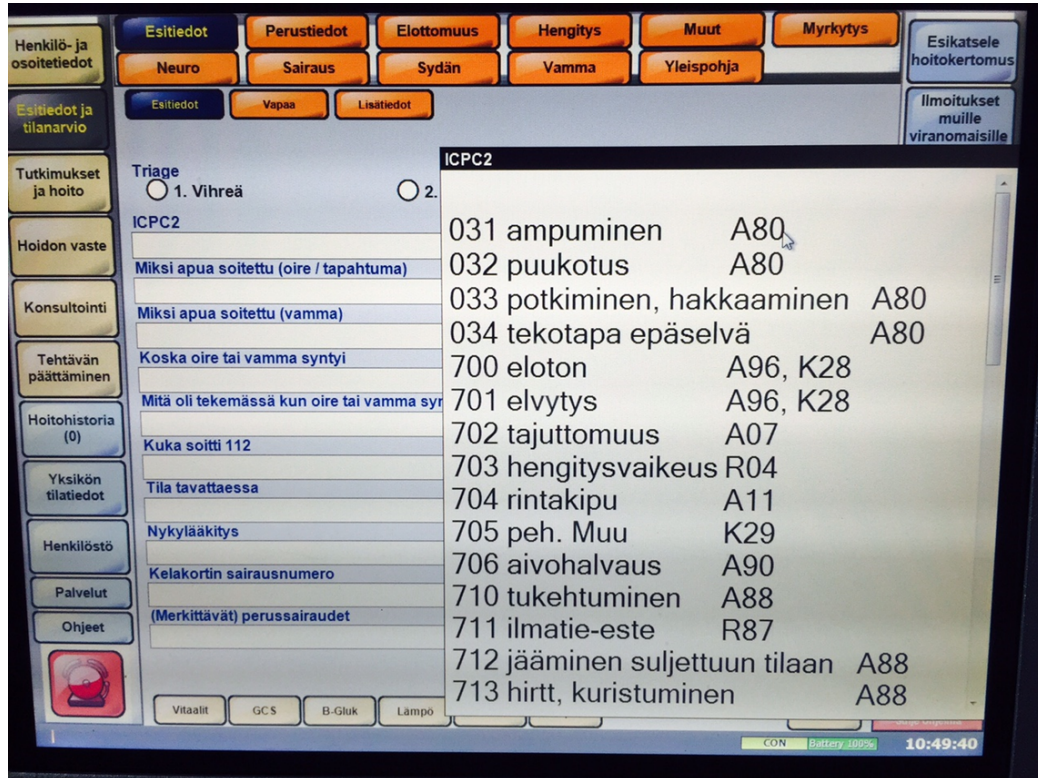 Henkilö- ja osoitetiedot
Esitiedot ja tilanarvio
Tutkimukset ja hoito
Hoidon vaste
Konsultointi
Tehtävän päättäminen
Hoitohistoria (0)
Yksikön tilatiedot
Henkilöstö
Palvelut
Ohjeet
Esitiedot Perustiedot Elottomuus Hengitys Muut Myrkytys
Neuro Sairaus Sydän Vamma Yleispohja
Esitiedot Vapaa Lisätiedot
Esikatsele hoitokertomus
Ilmoitukset muille viranomaisille
Triage
1. Vihreä 2.
ICPC2
Miksi apua soitettu (oire / tapahtuma)
Miksi apua soitettu (vamma)
Koska oire tai vamma syntyi
Mitä oli tekemässä kun oire tai vamma syr
Kuka soitti 112
Tila tavattaessa
Nykylääkitys
Kelakortin sairausnumero
(Merkittävät) perussairaudet
ICPC2
031 ampuminen A80
032 puukotus A80
033 potkiminen, hakkaaminen A80
034 tekotapa epäselvä A80
700 eloton A96, K28
701 elvytys A96, K28
702 tajuttomuus A07
703 hengitysvaikeus R04
704 rintakipu A11
705 peh. Muu K29
706 aivohalvaus A90
710 tukehtuminen A88
711 ilmatie-este R87
712 jääminen suljettuun tilaan A88
713 hirtt, kuristuminen A88
Vitaalit GCS B-Gluk Lämpö
CON Battery 100% 10:49:40